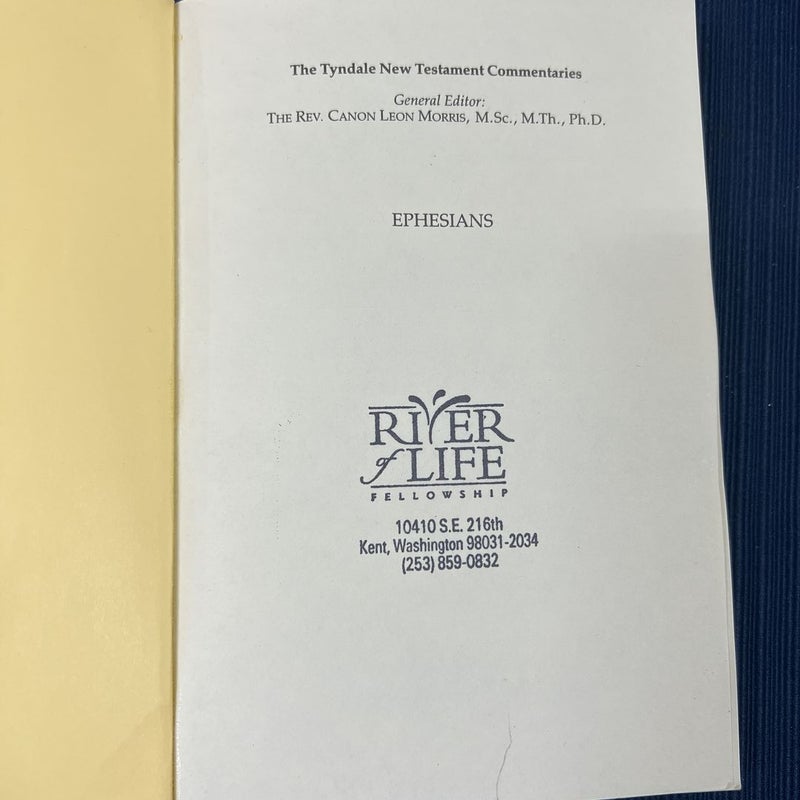 The Tyndale New Testament Commentaries
General Editor:
THE REV. CANON LEON MORRIS, M.Sc., M.Th., Ph.D.
EPHESIANS
RIVER
of LIFE
FELLOWSHIP
10410 S.E. 216th
Kent, Washington 98031-2034
(253) 859-0832